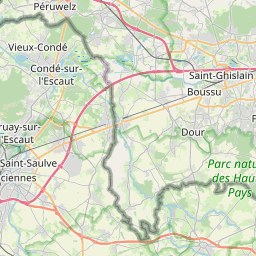 Péruwelz
Vieux-Condé
Condé-sur-
l'Escaut
Saint-Ghislain
Boussu
uay-sur-
Escaut
Dour
Saint-Saulve
ciennes
Parc natu
des Hau
Pays